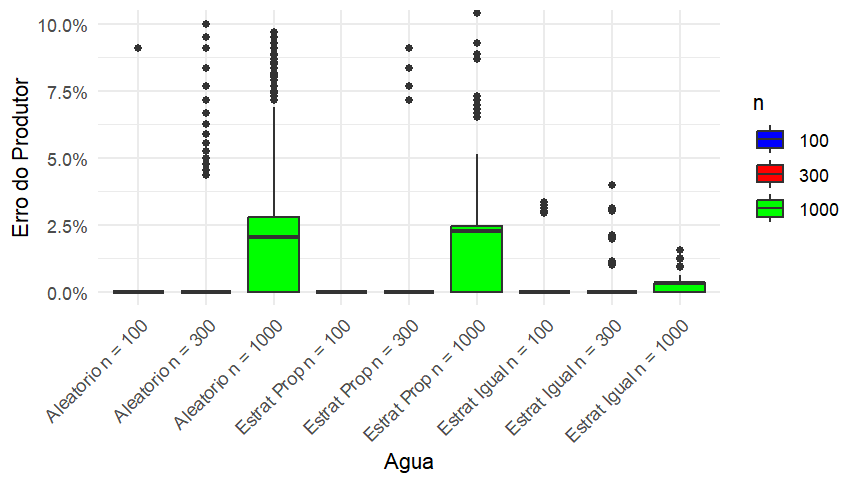 Erro do Produtor
10.0%
7.5%
5.0%
2.5%
0.0%
Aleatorio n = 100
Aleatorio n = 300
Aleatorio n = 1000
Estrat Prop n = 100
Estrat Prop n = 300
Estrat Prop n = 1000
Estrat Igual n = 100
Estrat Igual n = 300
Estrat Igual n = 1000
Agua
n
100
300
1000